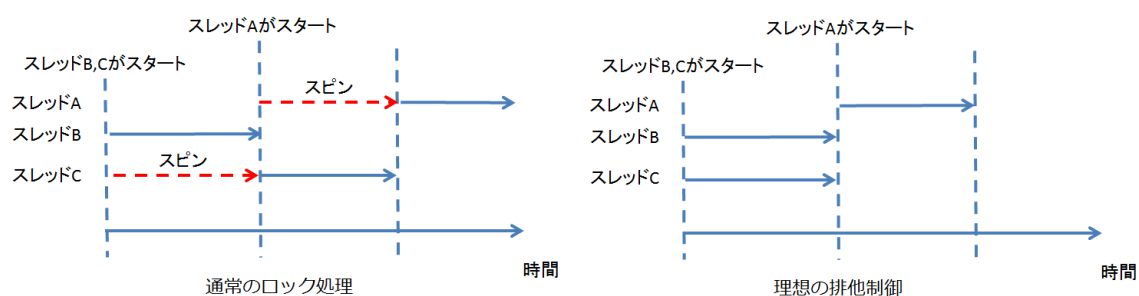 スレッドAがスタート
スレッドB,Cがスタート
スピン
スレッドA
スレッドB
スピン
スレッドC
時間
通常のロック処理
スレッドAがスタート
スレッドB,Cがスタート
スレッドA
スレッドB
スレッドC
時間
理想の排他制御